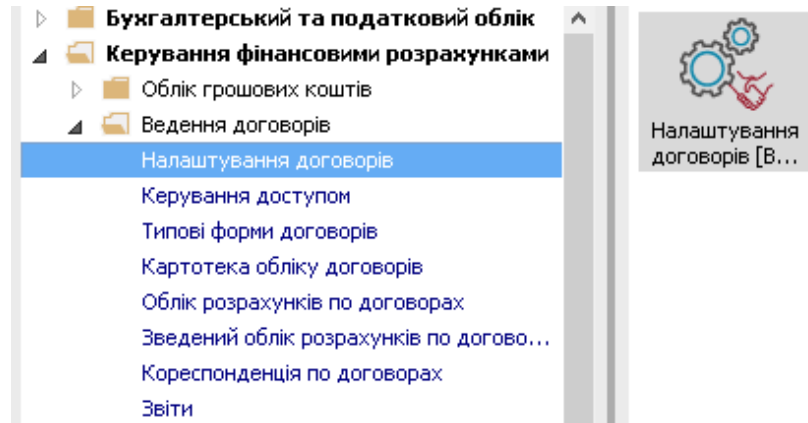 Бухгалтерський та податковий облік
Керування фінансовими розрахунками
Облік грошових коштів
Ведення договорів
Налаштування договорів
Керування доступом
Типові форми договорів
Картотека обліку договорів
Облік розрахунків по договорах
Зведений облік розрахунків по догово...
Кореспонденція по договорах
Звіти
Налаштування
договорів [В...